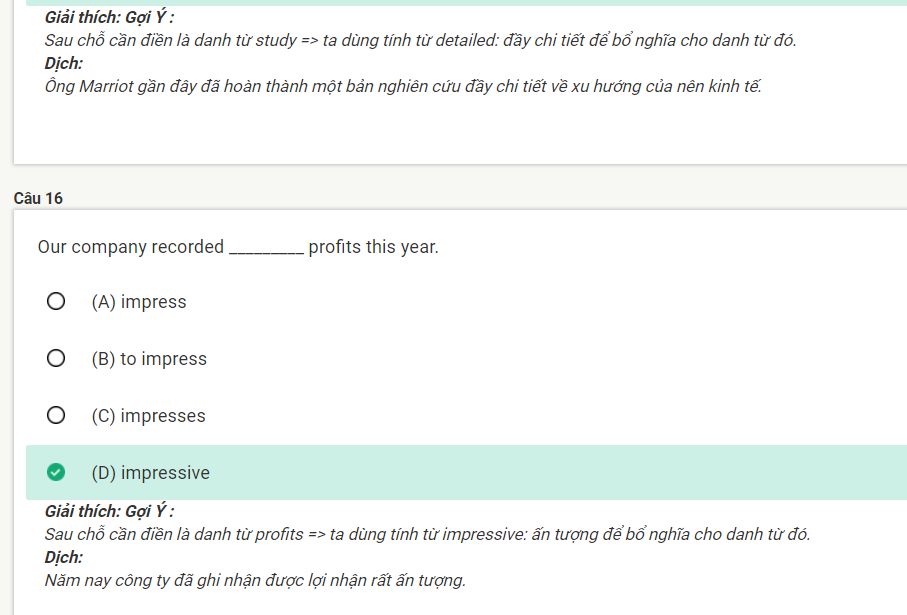 Giải thích: Gợi Ý :
Sau chỗ cần điền là danh từ study => ta dùng tính từ detailed: đầy chi tiết để bổ nghĩa cho danh từ đó.
Dịch:
Ông Marriot gần đây đã hoàn thành một bản nghiên cứu đầy chi tiết về xu hướng của nên kinh tế.
Câu 16
Our company recorded _________ profits this year.
(A) impress
(B) to impress
(C) impresses
(D) impressive
Giải thích: Gợi Ý :
Sau chỗ cần điền là danh từ profits => ta dùng tính từ impressive: ấn tượng để bổ nghĩa cho danh từ đó.
Dịch:
Năm nay công ty đã ghi nhận được lợi nhận rất ấn tượng.